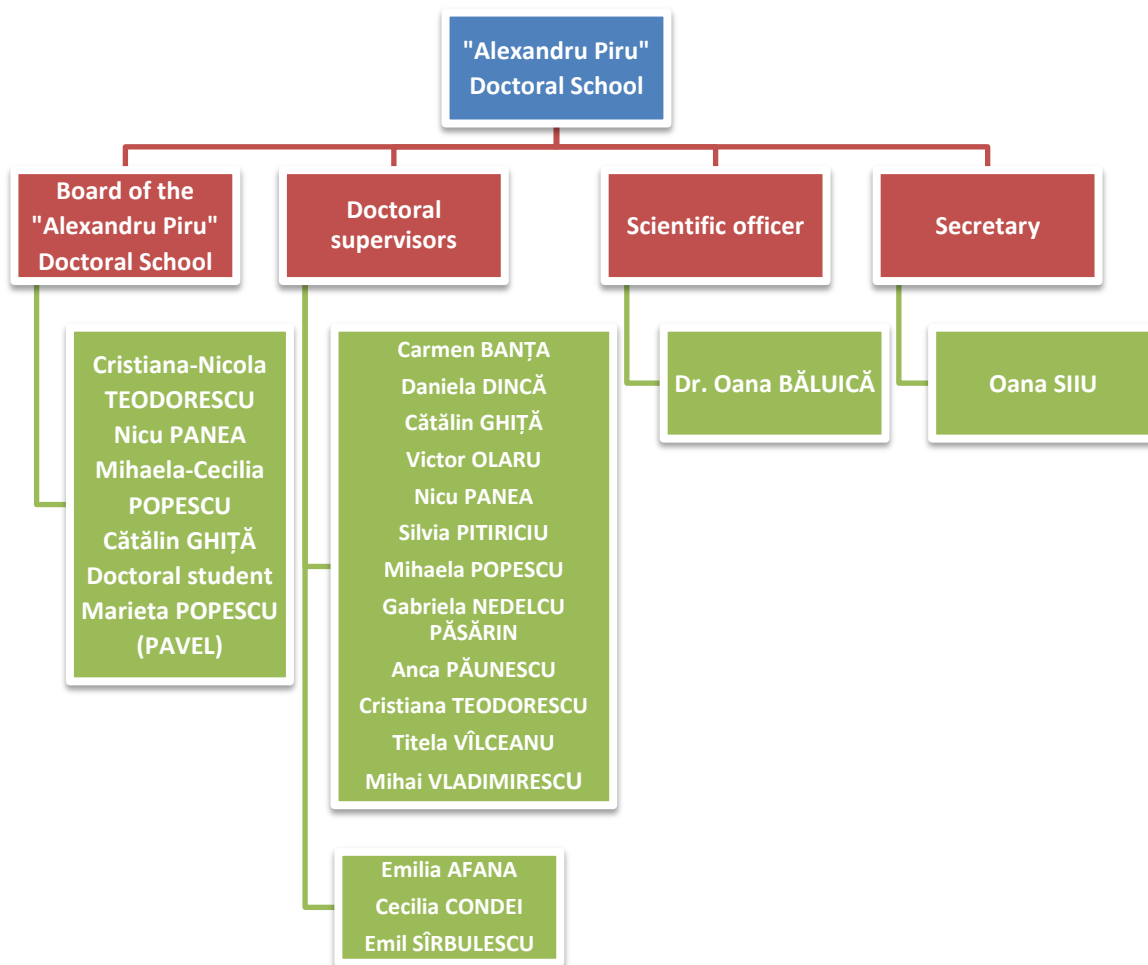 "Alexandru Piru"
Doctoral School
Board of the
"Alexandru Piru"
Doctoral School
Doctoral
supervisors
Scientific officer
Secretary
Cristiana-Nicola
TEODORESCU
Nicu PANEA
Mihaela-Cecilia
POPESCU
Cătălin GHIȚĂ
Doctoral student
Marieta POPESCU
(PAVEL)
Carmen BANȚA
Daniela DINCĂ
Cătălin GHIȚĂ
Victor OLARU
Nicu PANEA
Silvia PITIRICIU
Mihaela POPESCU
Gabriela NEDELCU
PĂSĂRIN
Anca PĂUNESCU
Cristiana TEODORESCU
Titela VÎLCEANU
Mihai VLADIMIRESCU
Emilia AFANA
Cecilia CONDEI
Emil SÎRBULESCU
Dr. Oana BĂLUICĂ
Oana SIIU